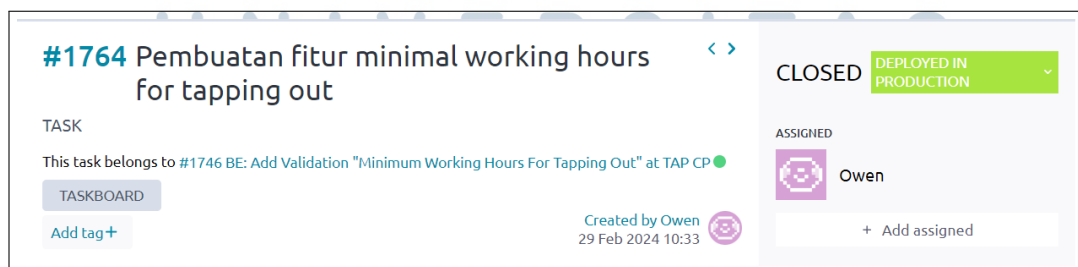 #1764 Pembuatan fitur minimal working hours
for tapping out
TASK
This task belongs to #1746 BE: Add Validation "Minimum Working Hours For Tapping Out" at TAP CP
TASKBOARD
Add tag+
Created by Owen
29 Feb 2024 10:33
CLOSED
DEPLOYED IN
PRODUCTION
ASSIGNED
Owen
+ Add assigned